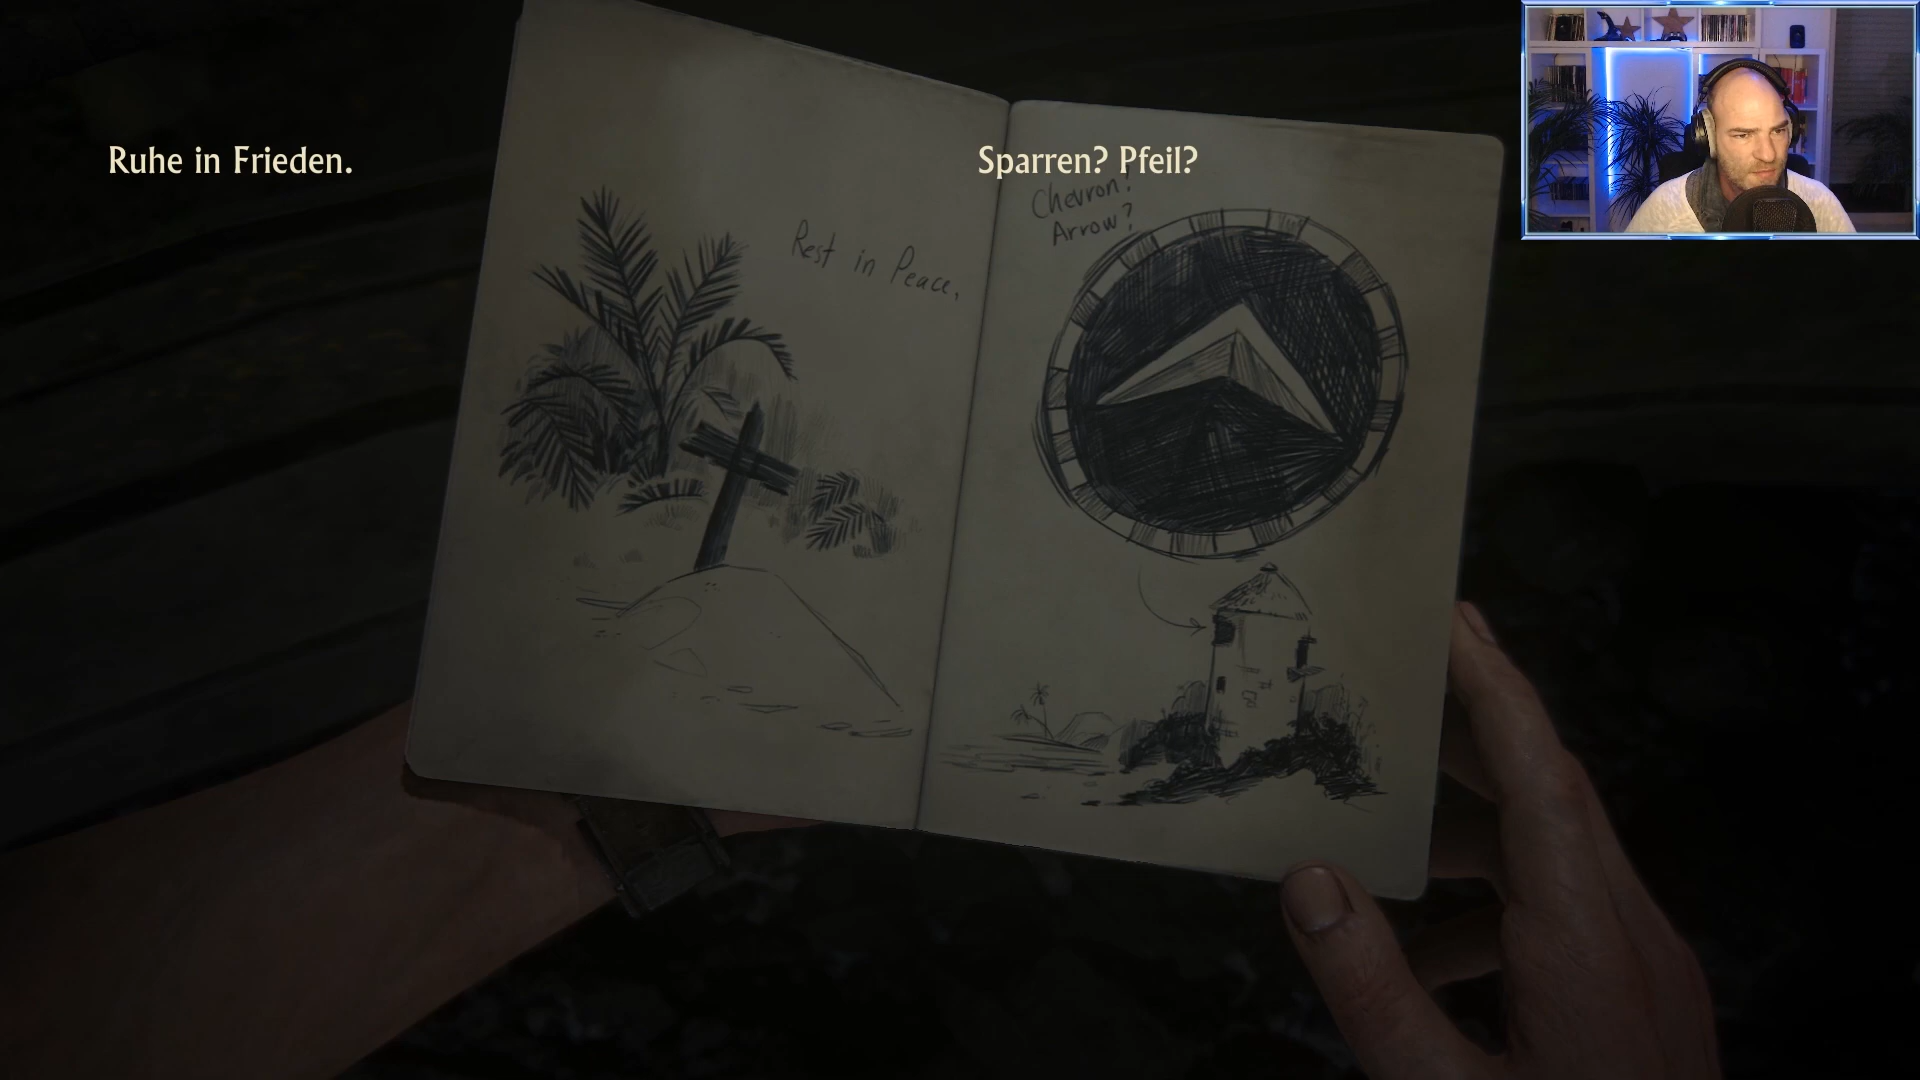 Ruhe in Frieden.
Rest in Peace.
Sparren? Pfeil?
Chevron?
Arrow?